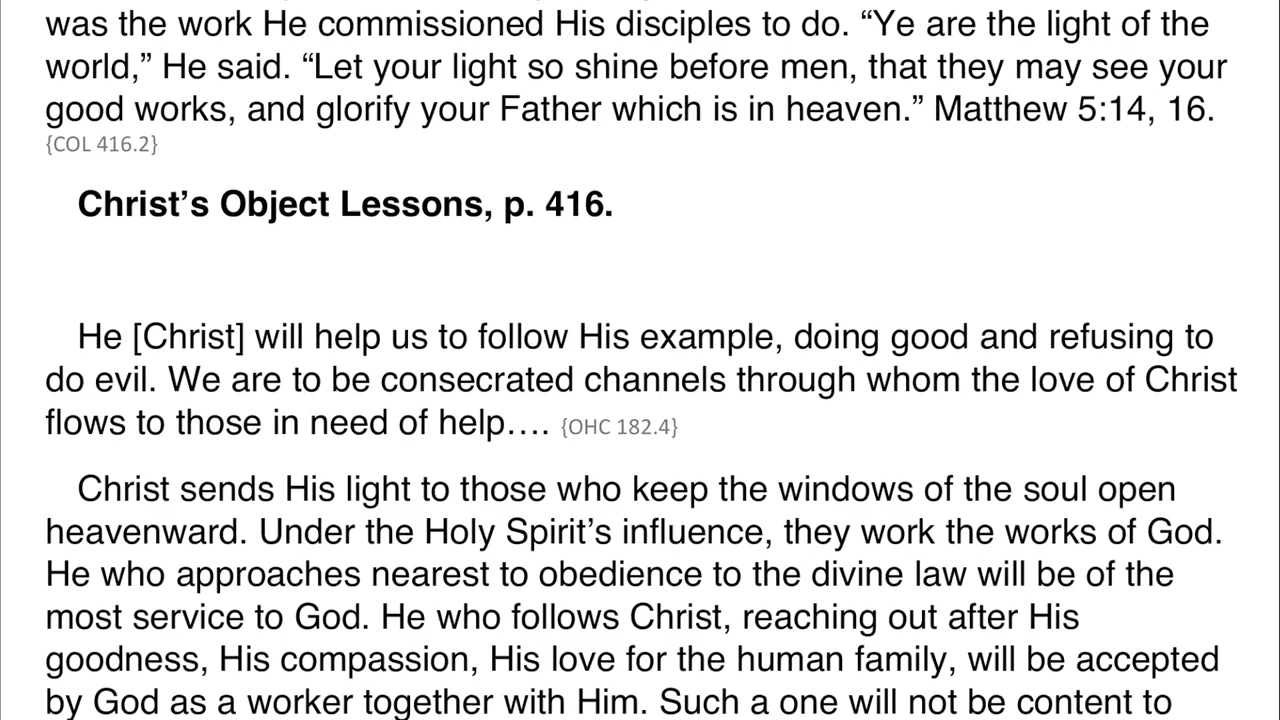 was the work He commissioned His disciples to do. “Ye are the light of the
world,” He said. “Let your light so shine before men, that they may see your
good works, and glorify your Father which is in heaven.” Matthew 5:14, 16.
{COL 416.2}
Christ’s Object Lessons, p. 416.
He [Christ] will help us to follow His example, doing good and refusing to
do evil. We are to be consecrated channels through whom the love of Christ
flows to those in need of help…. {OHC 182.4}
Christ sends His light to those who keep the windows of the soul open
heavenward. Under the Holy Spirit’s influence, they work the works of God.
He who approaches nearest to obedience to the divine law will be of the
most service to God. He who follows Christ, reaching out after His
goodness, His compassion, His love for the human family, will be accepted
by God as a worker together with Him. Such a one will not be content to